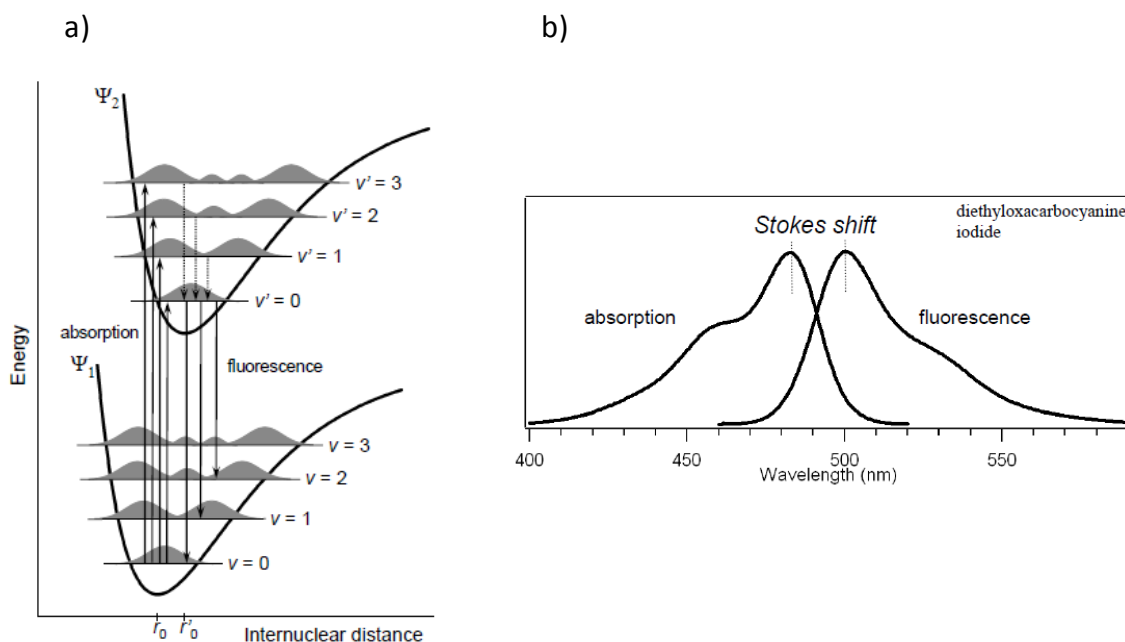 a)
b)
Ψ2
v' = 3
v' = 2
v' = 1
v' = 0
absorption
fluorescence
Ψ1
v = 3
v = 2
v = 1
v = 0
Energy
r0 r'0 Internuclear distance
Stokes shift
diethyloxacarbocyanine
iodide
absorption
fluorescence
400 450 500 550
Wavelength (nm)